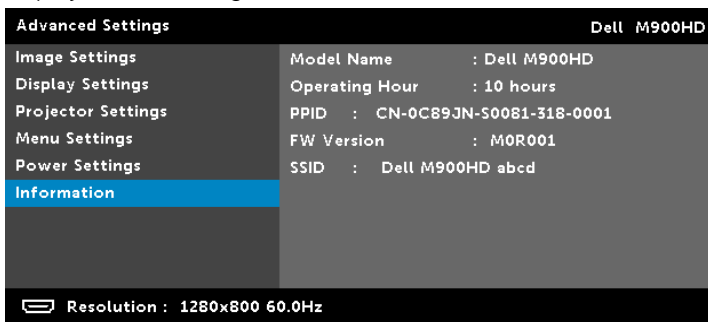 Advanced Settings Dell M900HD
Image Settings
Display Settings
Projector Settings
Menu Settings
Power Settings
Information
Model Name : Dell M900HD
Operating Hour : 10 hours
PPID : CN-0C89JN-S0081-318-0001
FW Version : M0R001
SSID : Dell M900HD abcd
Resolution : 1280x800 60.0Hz